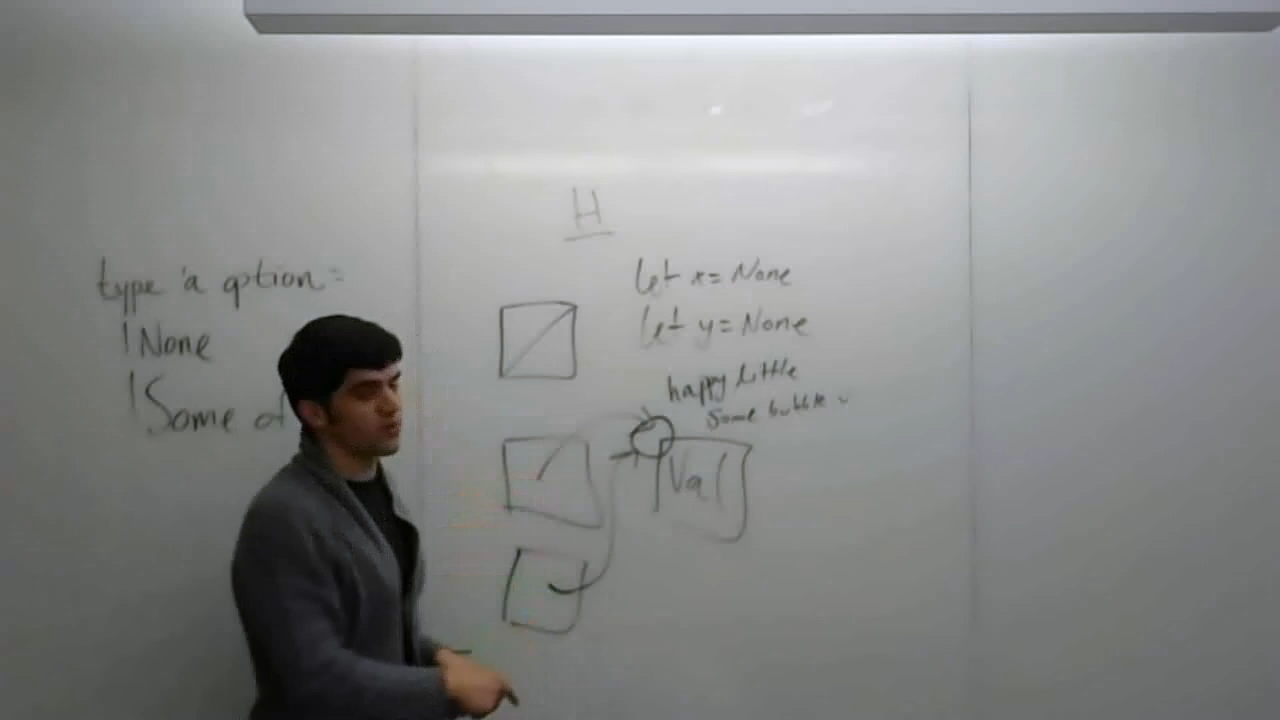 type 'a option =
| None
| Some of
H
let x = None
let y = None
happy little
some bubble
Val